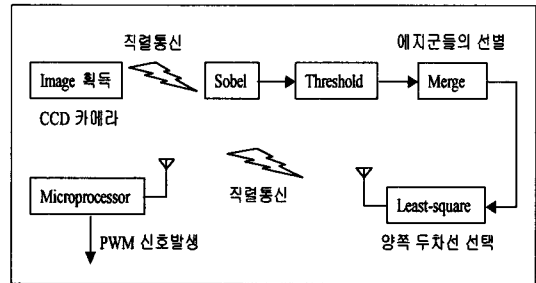 직렬통신
에지군들의 선별
Image 획득
Sobel
Threshold
Merge
CCD 카메라
직렬통신
Microprocessor
Least-square
PWM 신호발생
양쪽 두차선 선택